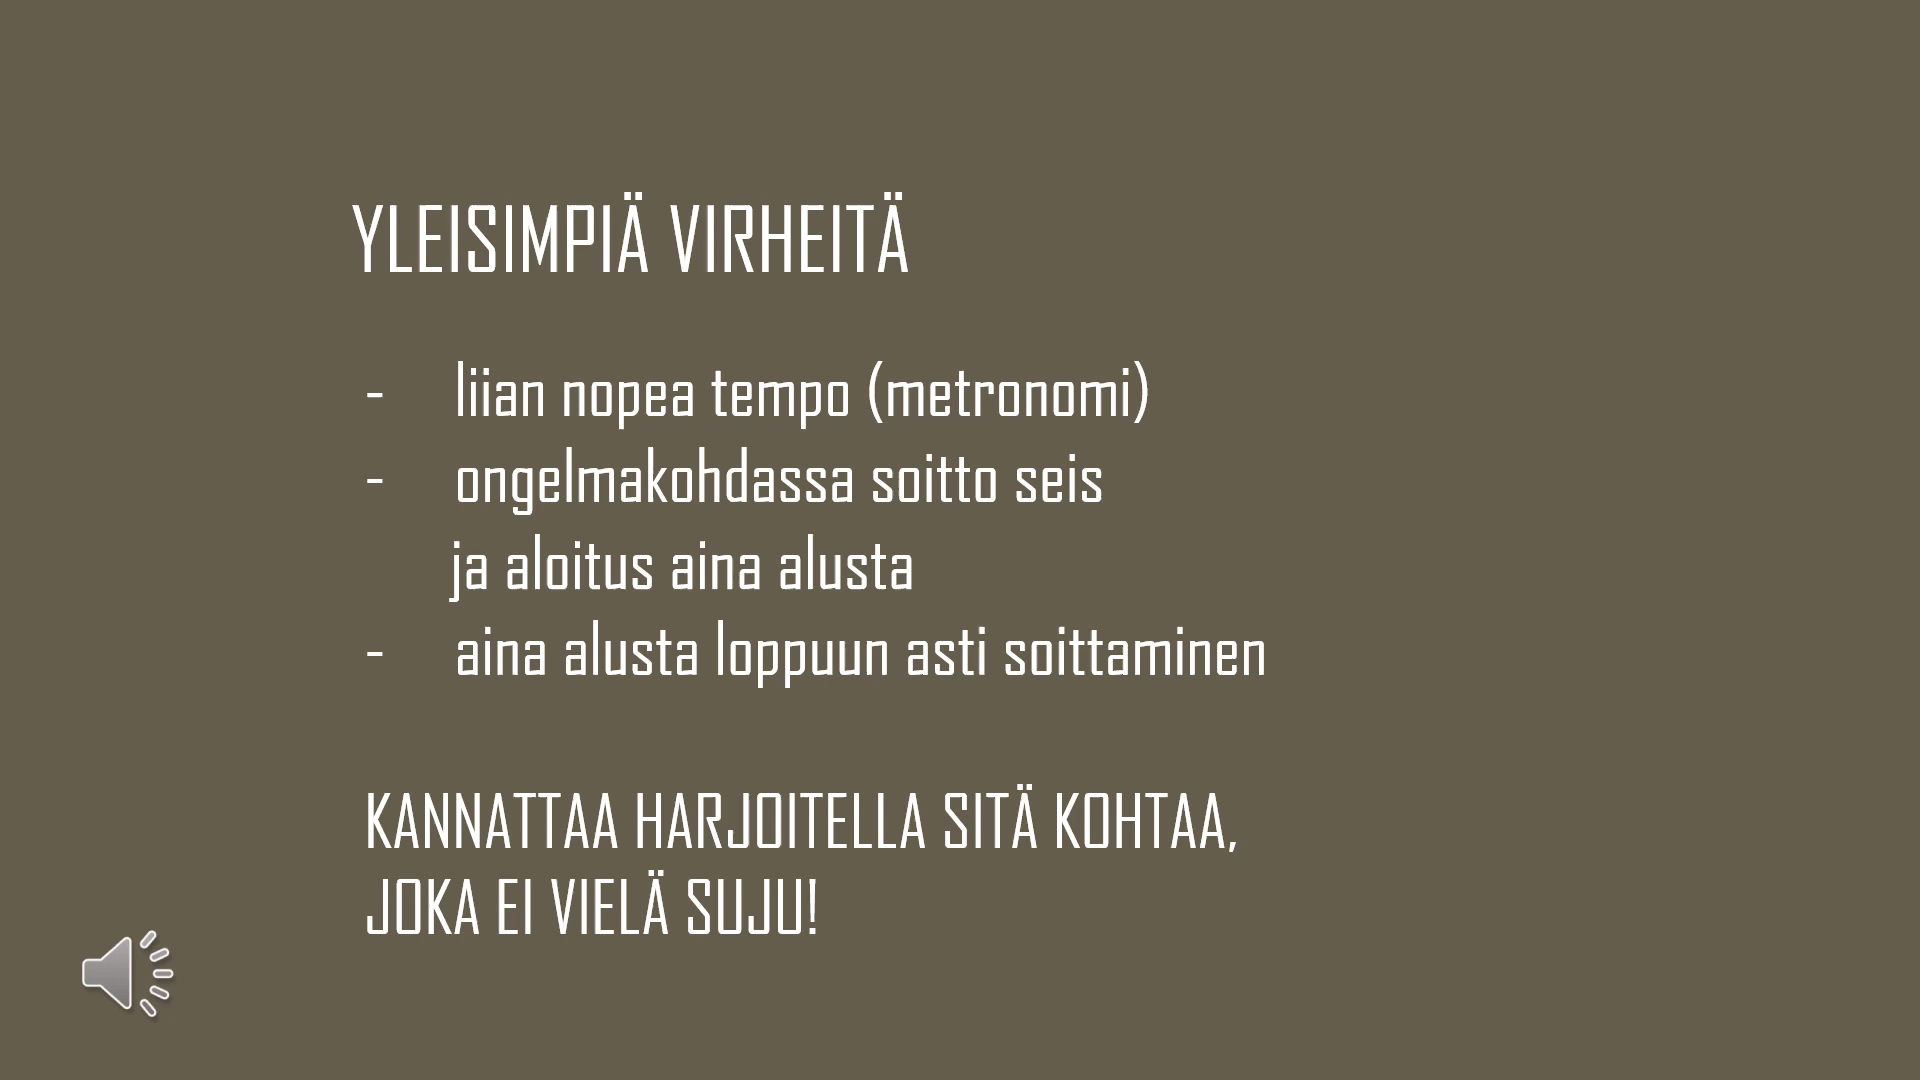 YLEISIMPIÄ VIRHEITÄ
- liian nopea tempo (metronomi)
- ongelmakohdassa soitto seis
ja aloitus aina alusta
- aina alusta loppuun asti soittaminen
KANNATTAA HARJOITELLA SITÄ KOHTAA,
JOKA EI VIELÄ SUJU!